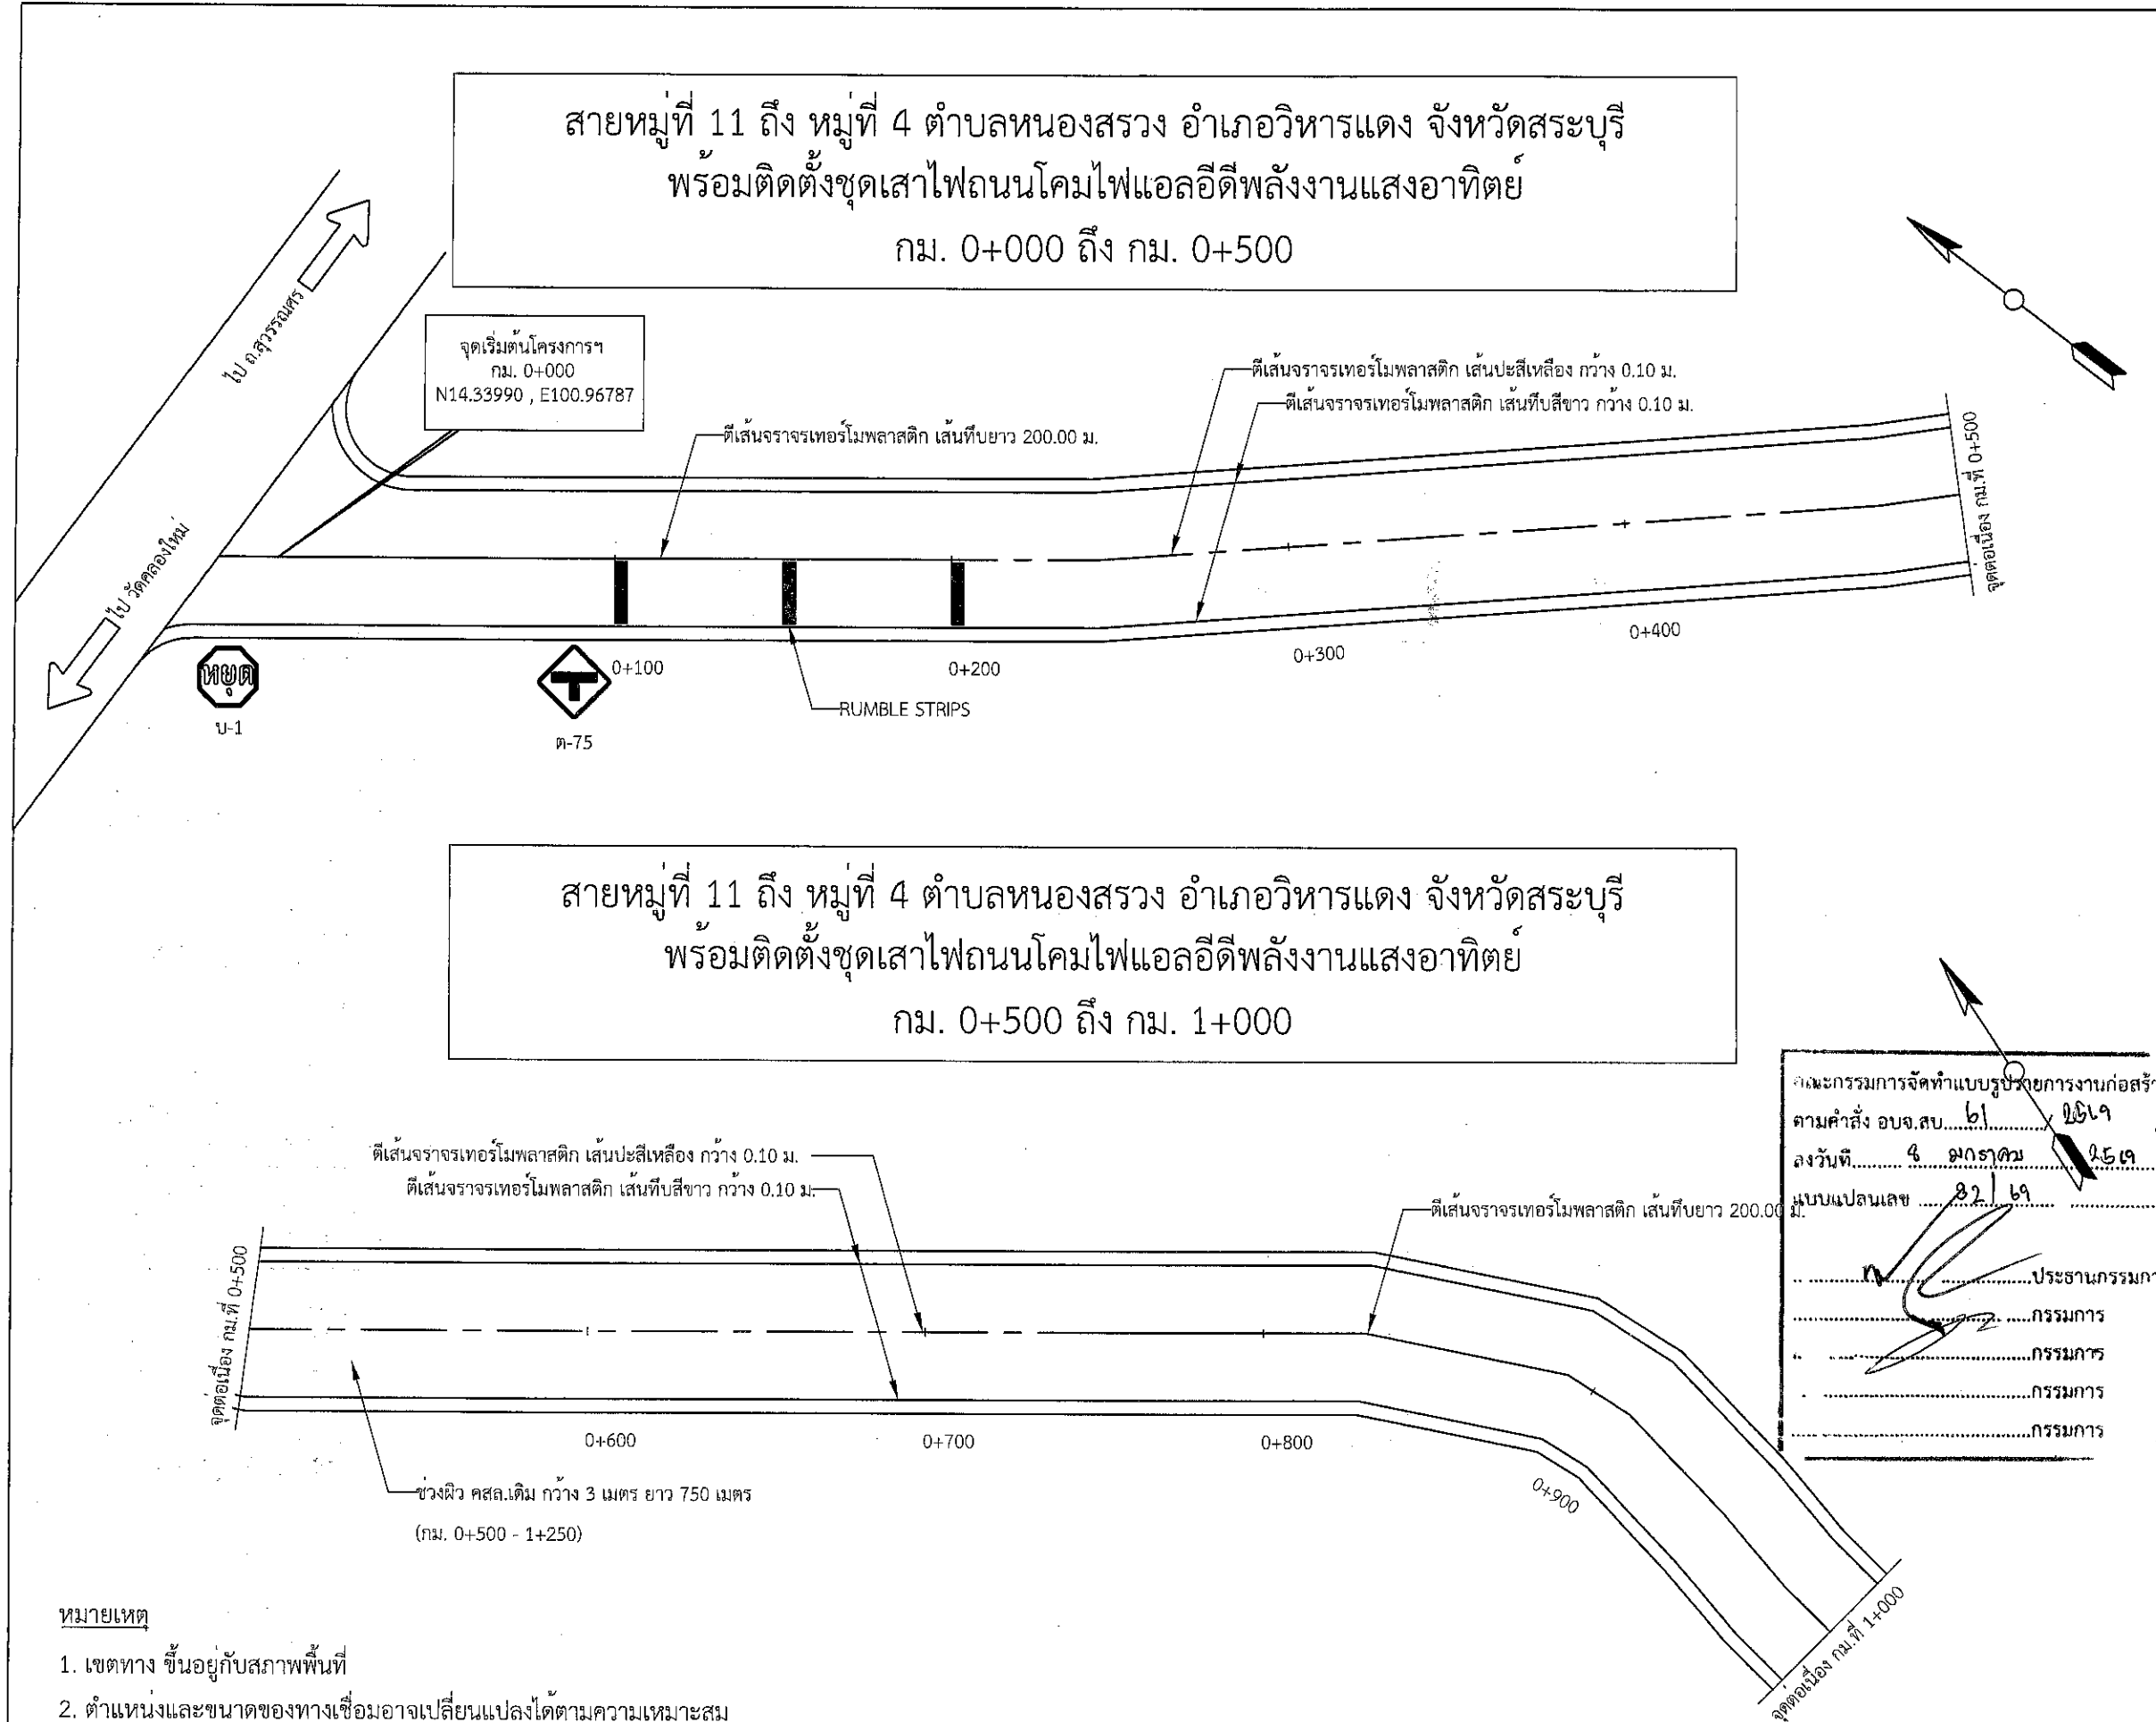 สายหมู่ที่ 11 ถึง หมู่ที่ 4 ตำบลหนองสรวง อำเภอวิหารแดง จังหวัดสระบุรี
พร้อมติดตั้งชุดเสาไฟถนนโคมไฟแอลอีดีพลังงานแสงอาทิตย์
กม. 0+000 ถึง กม. 0+500
ไป ถ.สุวรรณศร
จุดเริ่มต้นโครงการฯ
กม. 0+000
N14.33990 , E100.96787
ตีเส้นจราจรเทอร์โมพลาสติก เส้นปะสีเหลือง กว้าง 0.10 ม.
ตีเส้นจราจรเทอร์โมพลาสติก เส้นทึบสีขาว กว้าง 0.10 ม.
ตีเส้นจราจรเทอร์โมพลาสติก เส้นทึบยาว 200.00 ม.
จุดต่อเนื่อง กม.ที่ 0+500
ไป วัดคลองใหม่
หยุด
บ-1
ต-75
0+100
0+200
0+300
0+400
RUMBLE STRIPS
สายหมู่ที่ 11 ถึง หมู่ที่ 4 ตำบลหนองสรวง อำเภอวิหารแดง จังหวัดสระบุรี
พร้อมติดตั้งชุดเสาไฟถนนโคมไฟแอลอีดีพลังงานแสงอาทิตย์
กม. 0+500 ถึง กม. 1+000
คณะกรรมการจัดทำแบบรูปรายการงานก่อสร้า
ตามคำสั่ง อบจ.สบ. 61 / 2569
ลงวันที่ 8 มกราคม 2569
แบบแปลนเลข 82/69
ประธานกรรมกา
กรรมการ
กรรมการ
กรรมการ
กรรมการ
ตีเส้นจราจรเทอร์โมพลาสติก เส้นปะสีเหลือง กว้าง 0.10 ม.
ตีเส้นจราจรเทอร์โมพลาสติก เส้นทึบสีขาว กว้าง 0.10 ม.
ตีเส้นจราจรเทอร์โมพลาสติก เส้นทึบยาว 200.00 ม.
จุดต่อเนื่อง กม.ที่ 0+500
0+600
0+700
0+800
0+900
ช่วงผิว คสล.เดิม กว้าง 3 เมตร ยาว 750 เมตร
(กม. 0+500 - 1+250)
จุดต่อเนื่อง กม.ที่ 1+000
หมายเหตุ
1. เขตทาง ขึ้นอยู่กับสภาพพื้นที่
2. ตำแหน่งและขนาดของทางเชื่อมอาจเปลี่ยนแปลงได้ตามความเหมาะสม